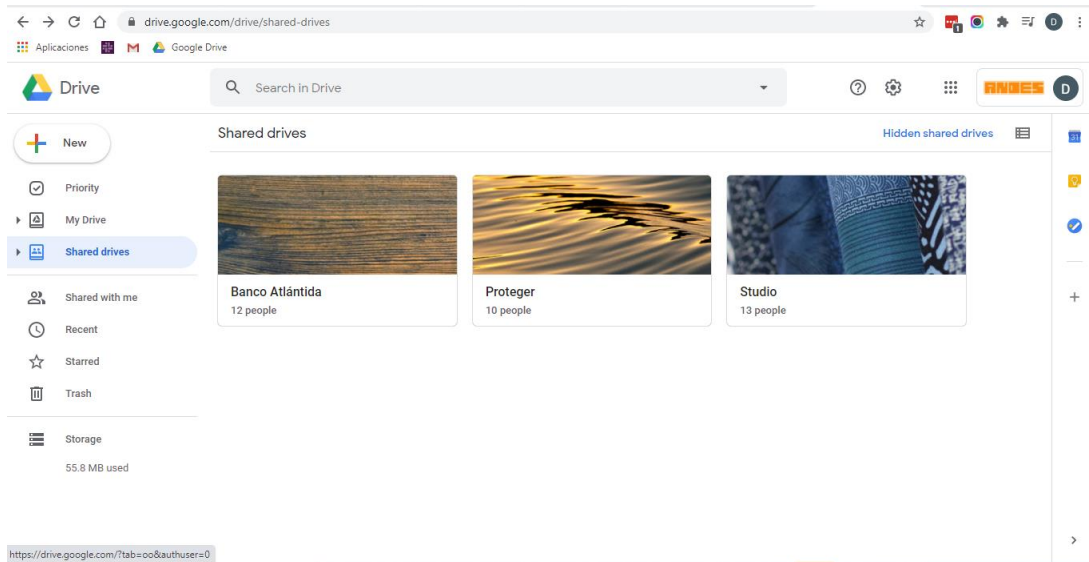 drive.google.com/drive/shared-drives
1
D
Aplicaciones
M
Google Drive
Drive
Search in Drive
ANDES
D
New
Shared drives
Hidden shared drives
31
Priority
My Drive
Shared drives
Banco Atlántida
Proteger
Studio
12 people
10 people
13 people
Shared with me
Recent
Starred
Trash
Storage
55.8 MB used
https://drive.google.com/?tab=oo&authuser=0